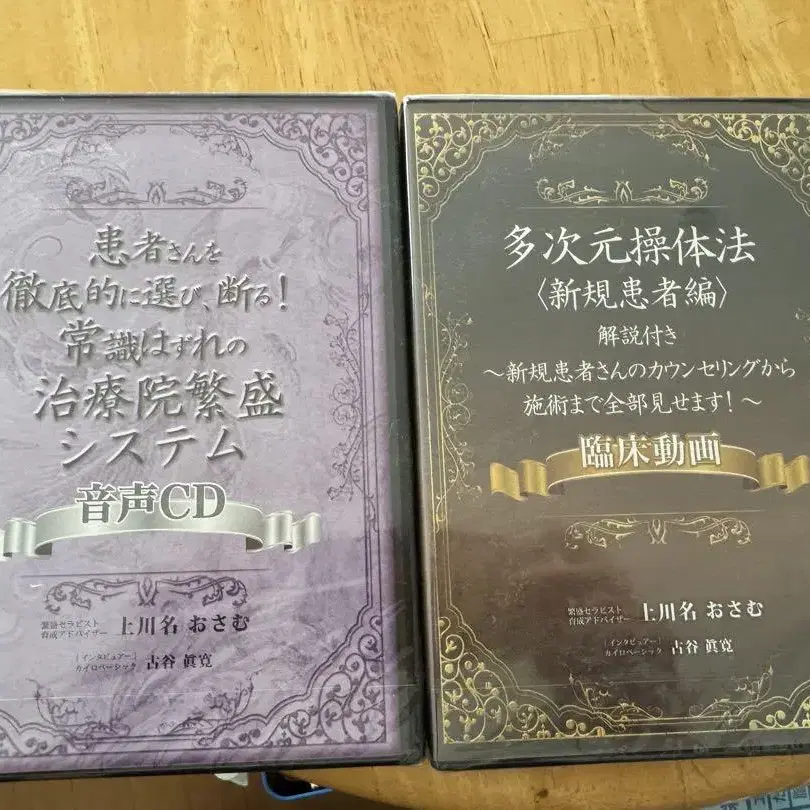 患者さんを
徹底的に選び、断る!
常識はずれの
治療院繁盛
システム
音声CD
繁盛セラピスト
育成アドバイザー 上川名 おさむ
[インタビュアー]
カイロベーシック 古谷 眞寛
多次元操体法
〈新規患者編〉
解説付き
～新規患者さんのカウンセリングから
施術まで全部見せます!～
臨床動画
繁盛セラピスト
育成アドバイザー 上川名 おさむ
[インタビュアー]
カイロベーシック 古谷 眞寛